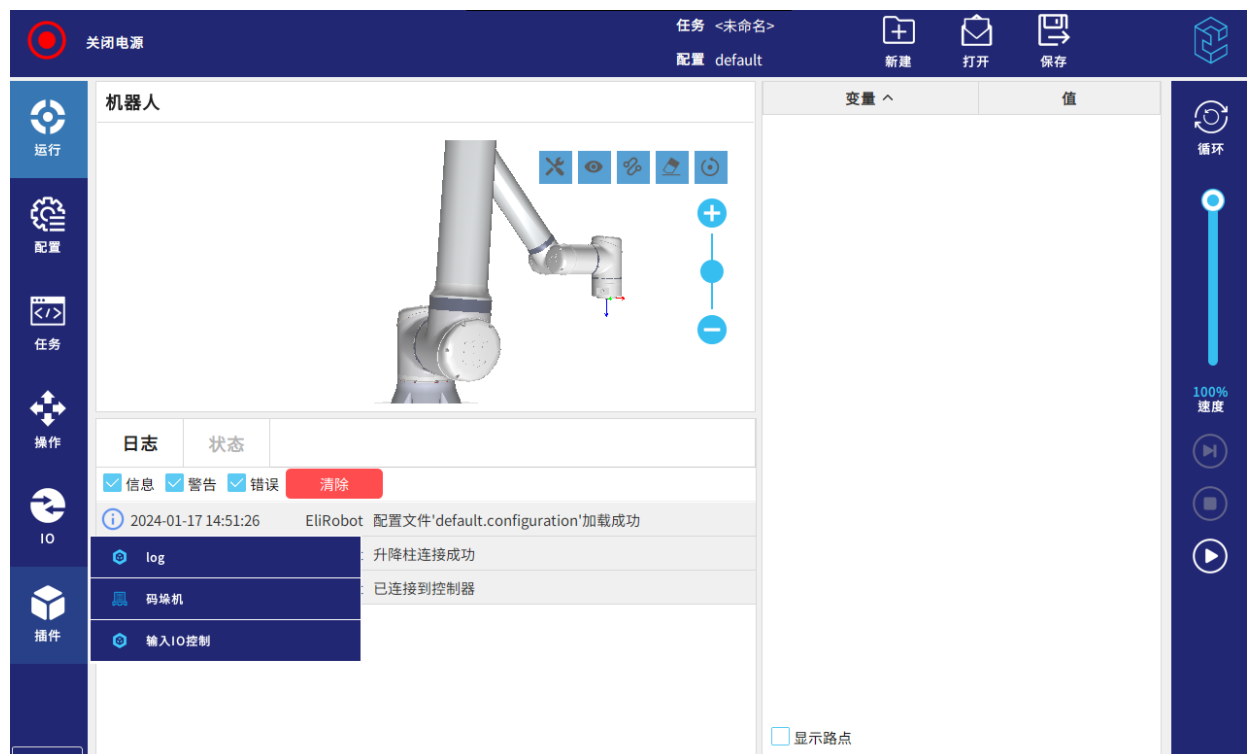 关闭电源
任务 <未命名>
配置 default
新建
打开
保存
运行
配置
任务
操作
IO
插件
机器人
日志
状态
信息 警告 错误 清除
2024-01-17 14:51:26 EliRobot 配置文件'default.configuration'加载成功
: 升降柱连接成功
: 已连接到控制器
log
码垛机
输入IO控制
变量 值
显示路点
循环
100%
速度